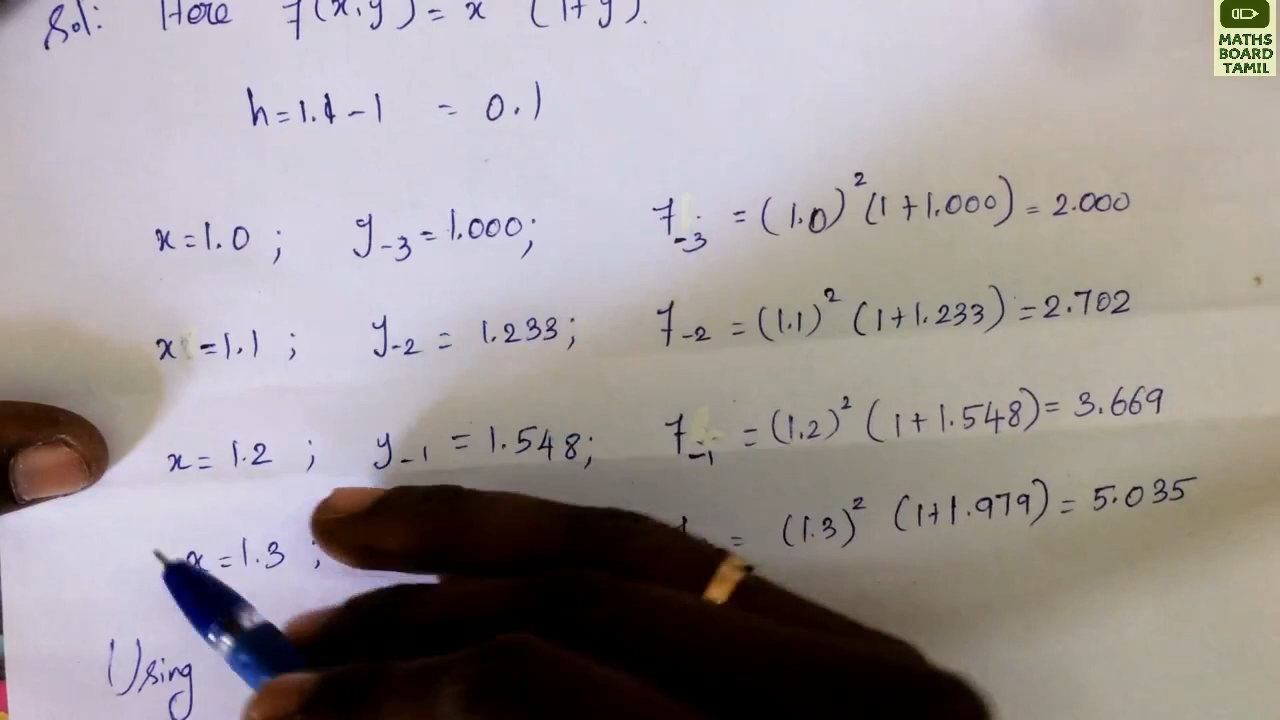 MATHS
BOARD
TAMIL
Sol: Here f(x,y) = x (1+y).
h = 1.1 - 1 = 0.1
x = 1.0 ; y₋₃ = 1.000; f₋₃ = (1.0)² (1+1.000) = 2.000
x = 1.1 ; y₋₂ = 1.233; f₋₂ = (1.1)² (1+1.233) = 2.702
x = 1.2 ; y₋₁ = 1.548; f₋₁ = (1.2)² (1+1.548) = 3.669
x = 1.3 ; = (1.3)² (1+1.979) = 5.035
Using